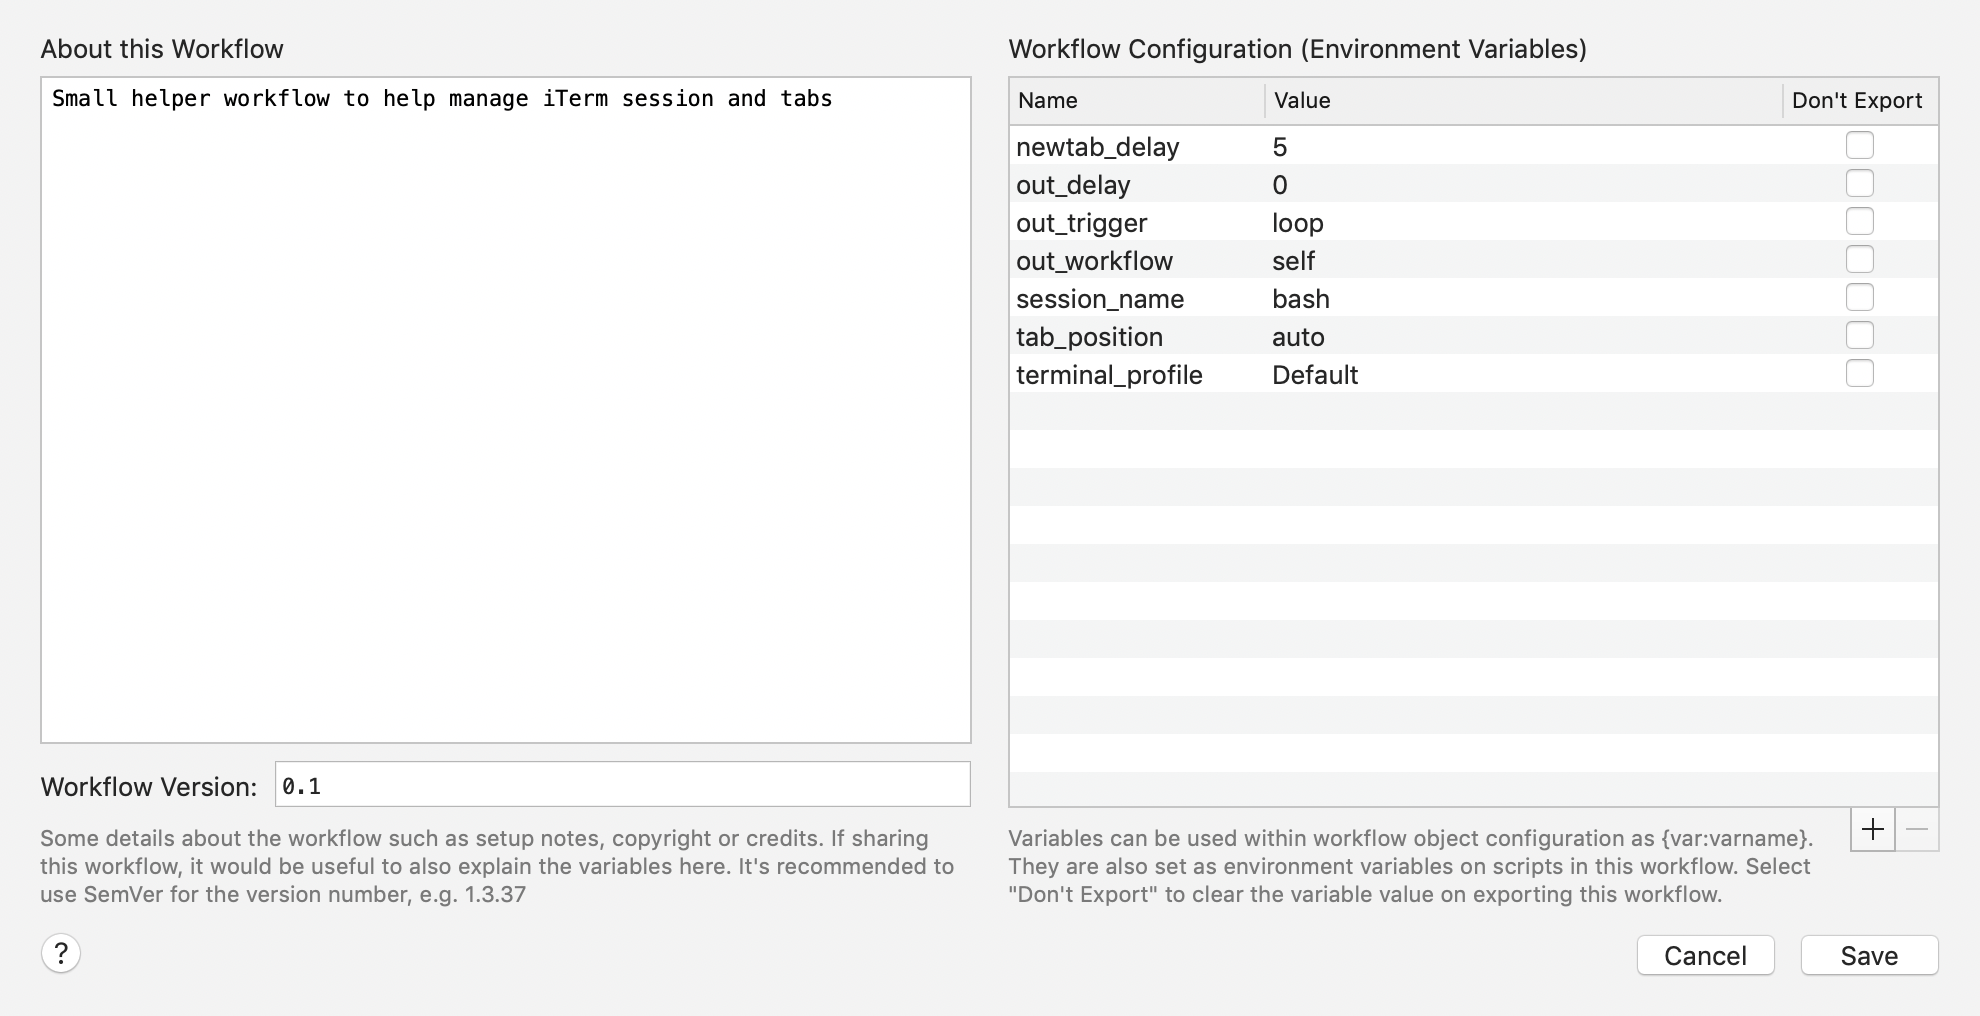 About this Workflow
Small helper workflow to help manage iTerm session and tabs
Workflow Version: 0.1
Some details about the workflow such as setup notes, copyright or credits. If sharing
this workflow, it would be useful to also explain the variables here. It's recommended to
use SemVer for the version number, e.g. 1.3.37
?
Workflow Configuration (Environment Variables)
Name Value Don't Export
newtab_delay 5
out_delay 0
out_trigger loop
out_workflow self
session_name bash
tab_position auto
terminal_profile Default
Variables can be used within workflow object configuration as {var:varname}.
They are also set as environment variables on scripts in this workflow. Select
"Don't Export" to clear the variable value on exporting this workflow.
Cancel Save